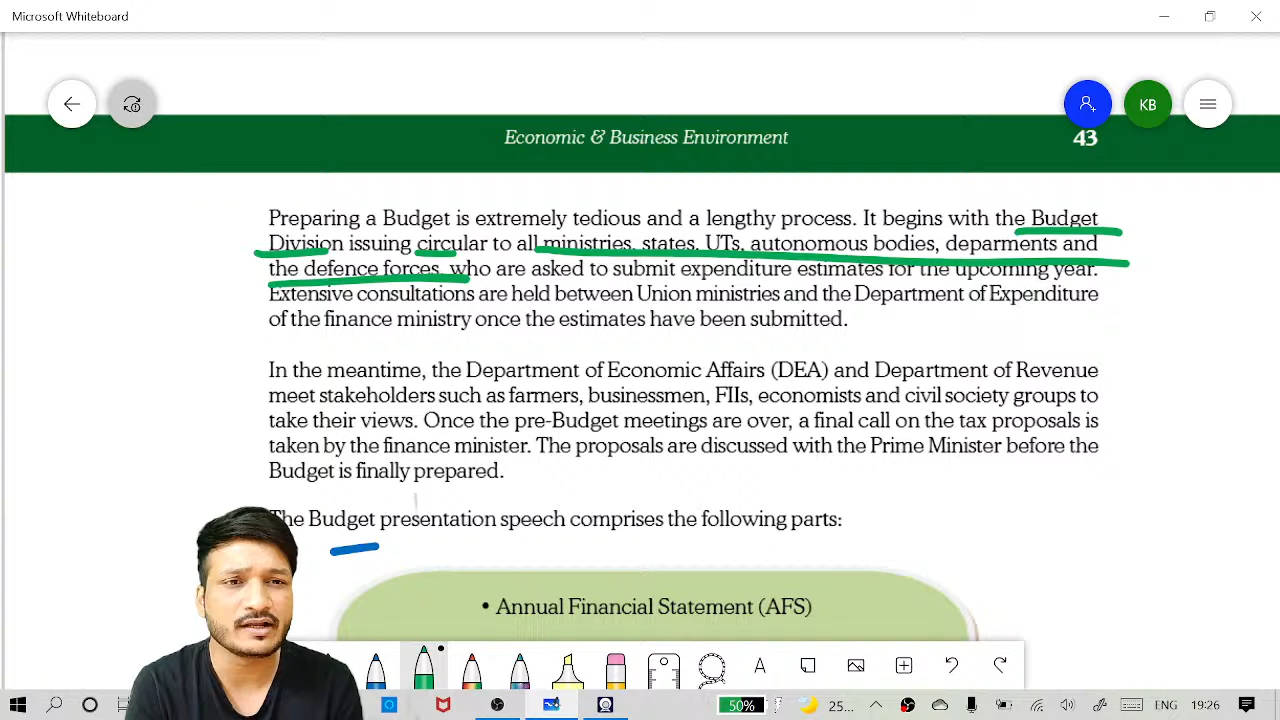 Microsoft Whiteboard
KB
Economic & Business Environment
43
Preparing a Budget is extremely tedious and a lengthy process. It begins with the Budget
Division issuing circular to all ministries, states, UTs, autonomous bodies, deparments and
the defence forces, who are asked to submit expenditure estimates for the upcoming year.
Extensive consultations are held between Union ministries and the Department of Expenditure
of the finance ministry once the estimates have been submitted.
In the meantime, the Department of Economic Affairs (DEA) and Department of Revenue
meet stakeholders such as farmers, businessmen, FIIs, economists and civil society groups to
take their views. Once the pre-Budget meetings are over, a final call on the tax proposals is
taken by the finance minister. The proposals are discussed with the Prime Minister before the
Budget is finally prepared.
The Budget presentation speech comprises the following parts:
• Annual Financial Statement (AFS)
A
50%
25...
ENG
19:26